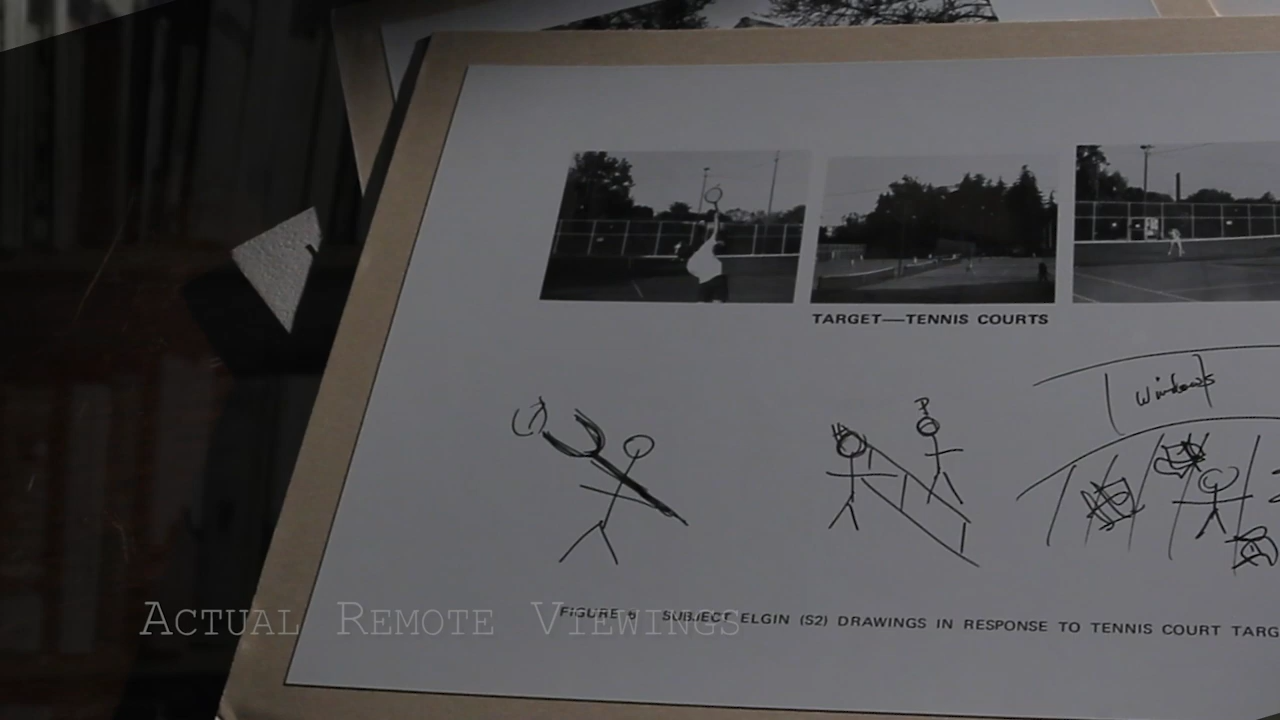 TARGET—TENNIS COURTS
Windows
FIGURE 6 SUBJECT ELGIN (S2) DRAWINGS IN RESPONSE TO TENNIS COURT TARG
Actual Remote Viewings